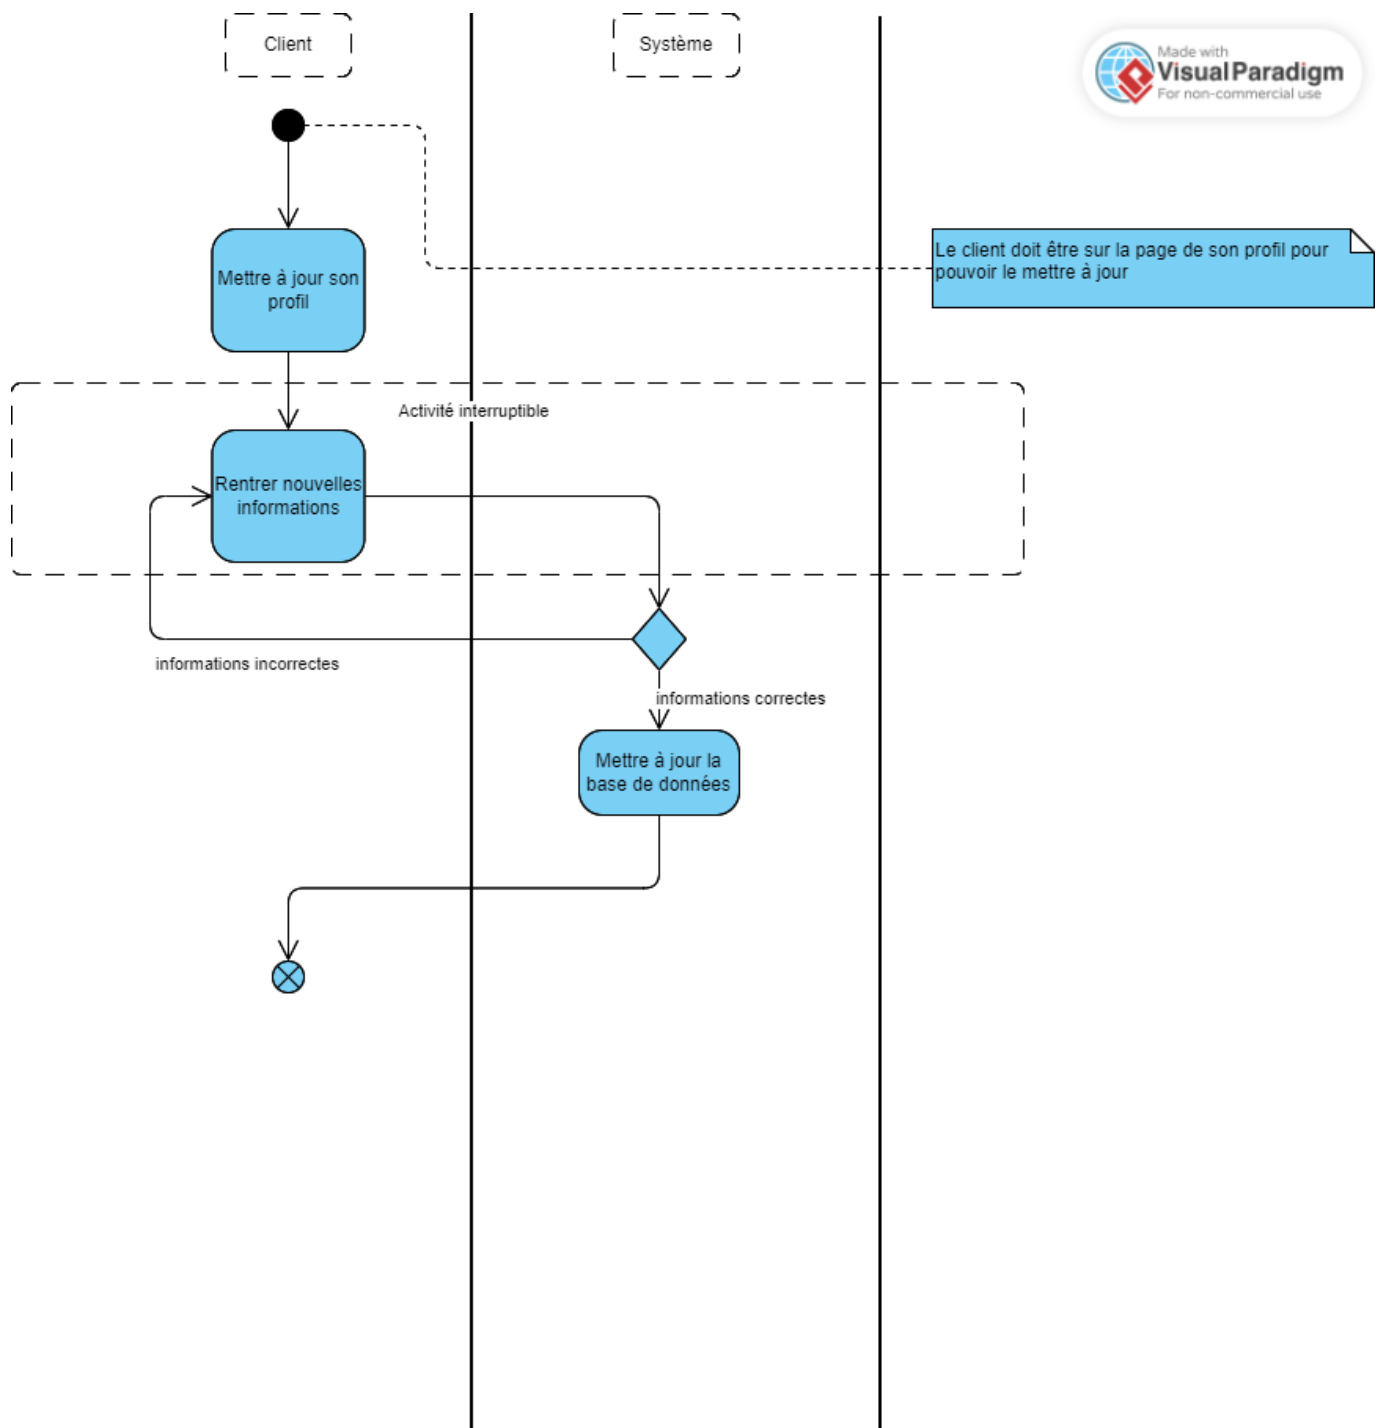 Client
Système
Made with
Visual Paradigm
For non-commercial use
Le client doit être sur la page de son profil pour
pouvoir le mettre à jour
Mettre à jour son
profil
Activité interruptible
Rentrer nouvelles
informations
informations incorrectes
informations correctes
Mettre à jour la
base de données